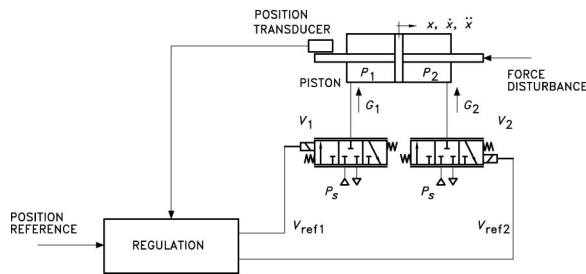 POSITION
TRANSDUCER
x, ẋ, ẍ
P1 P2
PISTON
FORCE
DISTURBANCE
G1 G2
V1 V2
Ps Ps
POSITION
REFERENCE
REGULATION
Vref1 Vref2